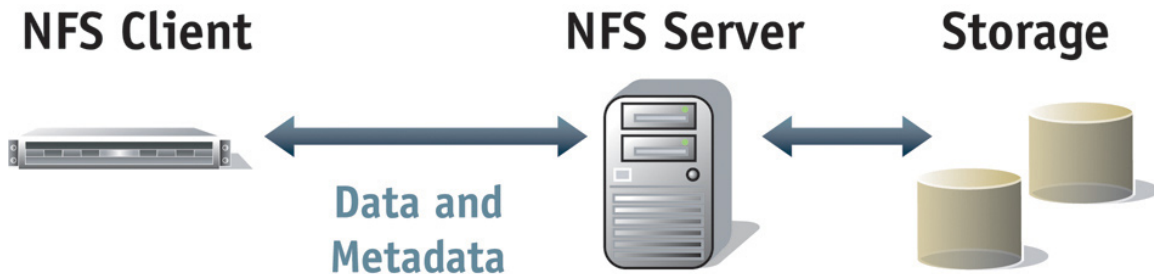 NFS Client
NFS Server
Storage
Data and
Metadata